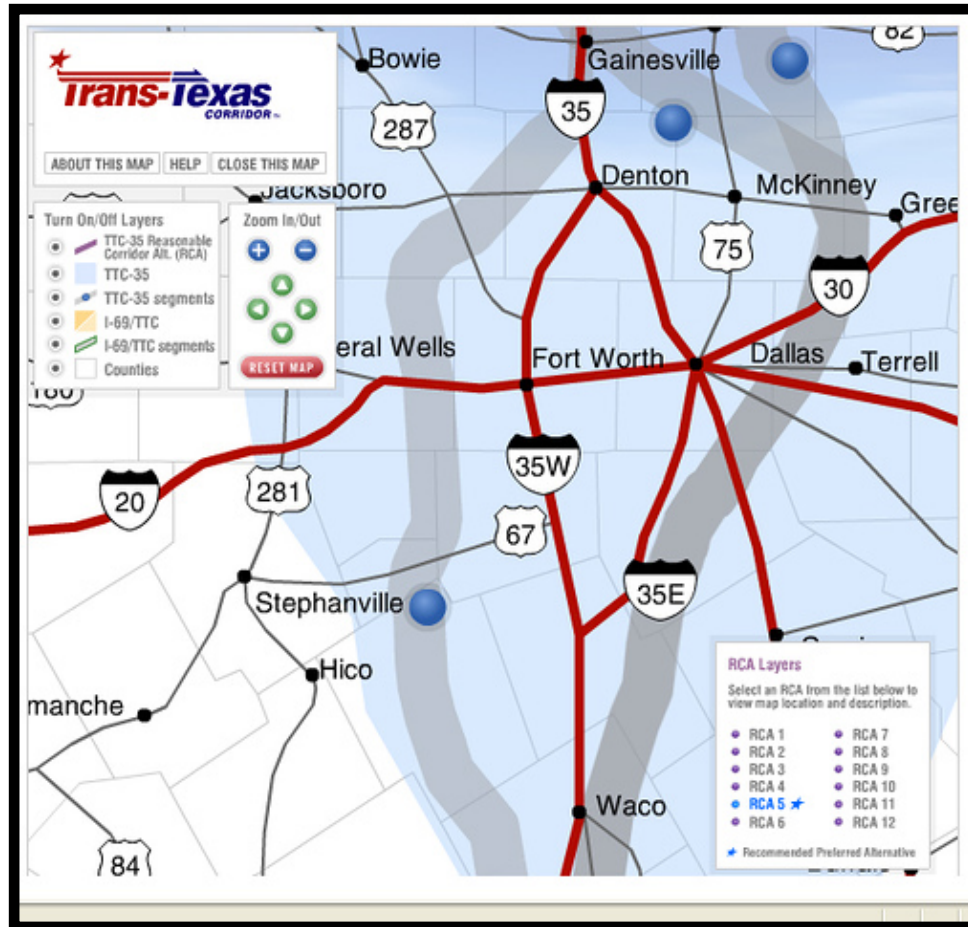 Trans-Texas
CORRIDOR
ABOUT THIS MAP
HELP
CLOSE THIS MAP
Turn On/Off Layers
TTC-35 Reasonable
Corridor Alt. (RCA)
TTC-35
TTC-35 segments
I-69/TTC
I-69/TTC segments
Counties
Zoom In/Out
RESET MAP
Bowie
Gainesville
82
287
35
Denton
McKinney
Jacksboro
Gree
75
30
eral Wells
Fort Worth
Dallas
Terrell
180
20
281
35W
67
35E
Stephanville
Hico
manche
Waco
84
RCA Layers
Select an RCA from the list below to
view map location and description.
RCA 1
RCA 2
RCA 3
RCA 4
RCA 5
RCA 6
RCA 7
RCA 8
RCA 9
RCA 10
RCA 11
RCA 12
Recommended Preferred Alternative